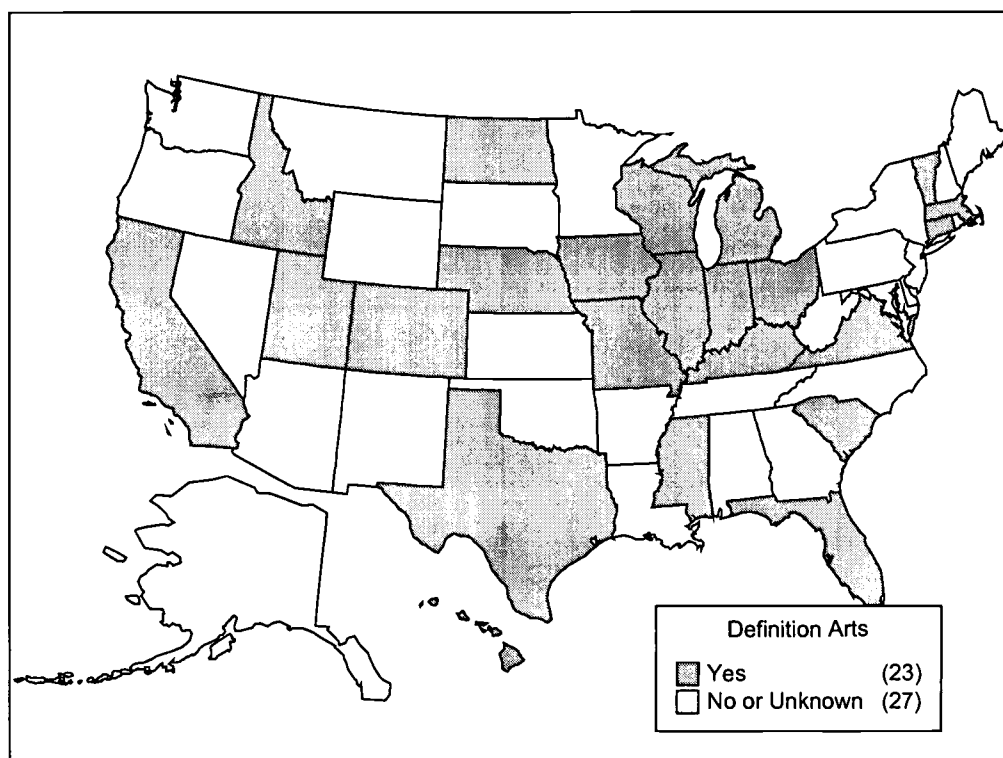 Definition Arts
Yes (23)
No or Unknown (27)